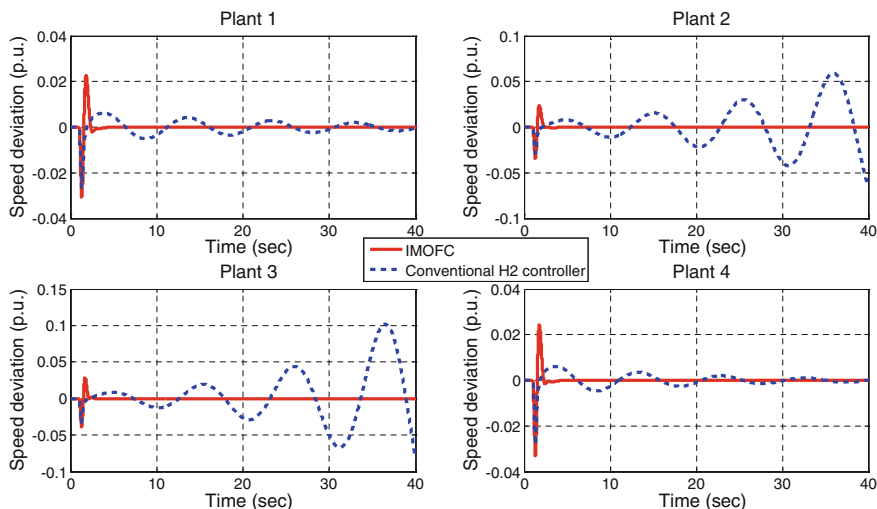 Plant 1
Speed deviation (p.u.)
0.04
0.02
0
-0.02
-0.04
0
10
20
30
40
Time (sec)
Plant 2
Speed deviation (p.u.)
0.1
0.05
0
-0.05
-0.1
0
10
20
30
40
Time (sec)
IMOFC
Conventional H2 controller
Plant 3
Speed deviation (p.u.)
0.15
0.1
0.05
0
-0.05
-0.1
0
10
20
30
40
Time (sec)
Plant 4
Speed deviation (p.u.)
0.04
0.02
0
-0.02
-0.04
0
10
20
30
40
Time (sec)